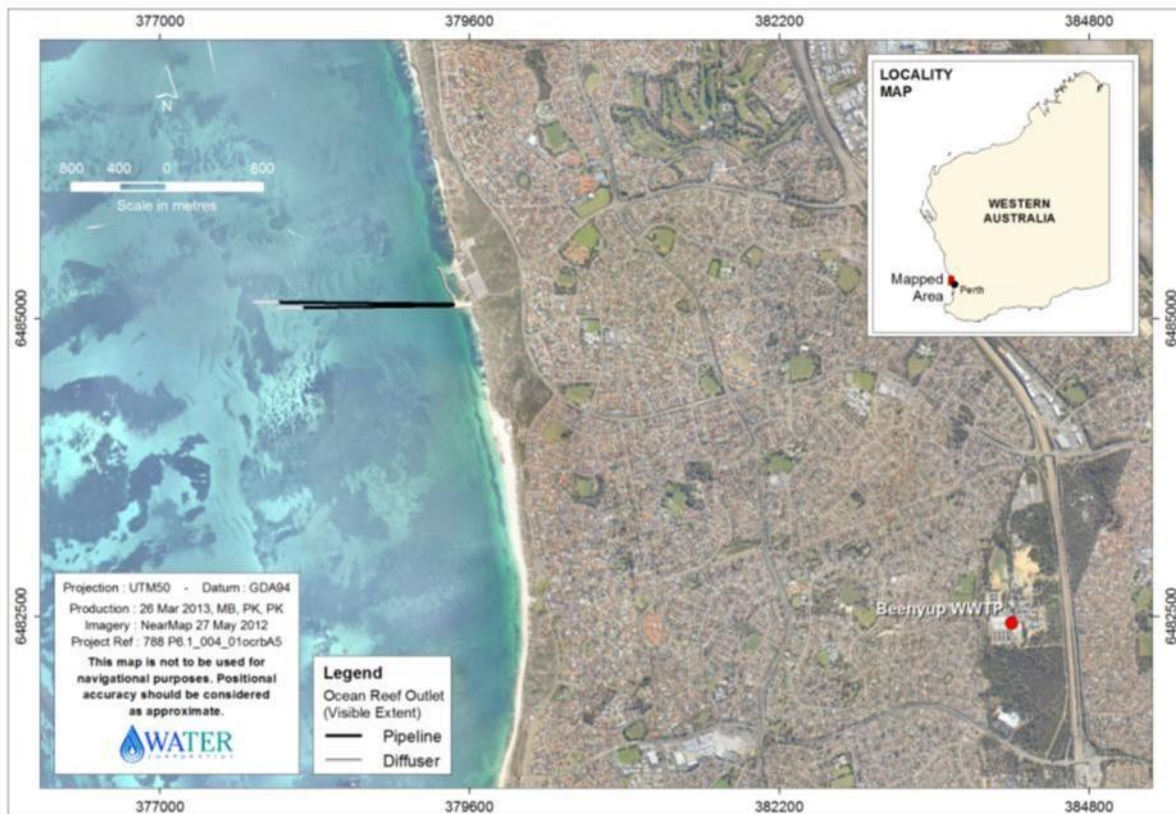 377000
379600
382200
384800
N
800 400 0 800
Scale in metres
LOCALITY
MAP
WESTERN
AUSTRALIA
Mapped
Area
Perth
6485000
6485000
Beenyup WWTP
6482500
6482500
Projection : UTM50 - Datum : GDA94
Production : 26 Mar 2013, MB, PK, PK
Imagery : NearMap 27 May 2012
Project Ref : 788 P6.1_004_01ocrbA5
This map is not to be used for
navigational purposes. Positional
accuracy should be considered
as approximate.
WATER
CORPORATION
Legend
Ocean Reef Outlet
(Visible Extent)
Pipeline
Diffuser
377000
379600
382200
384800